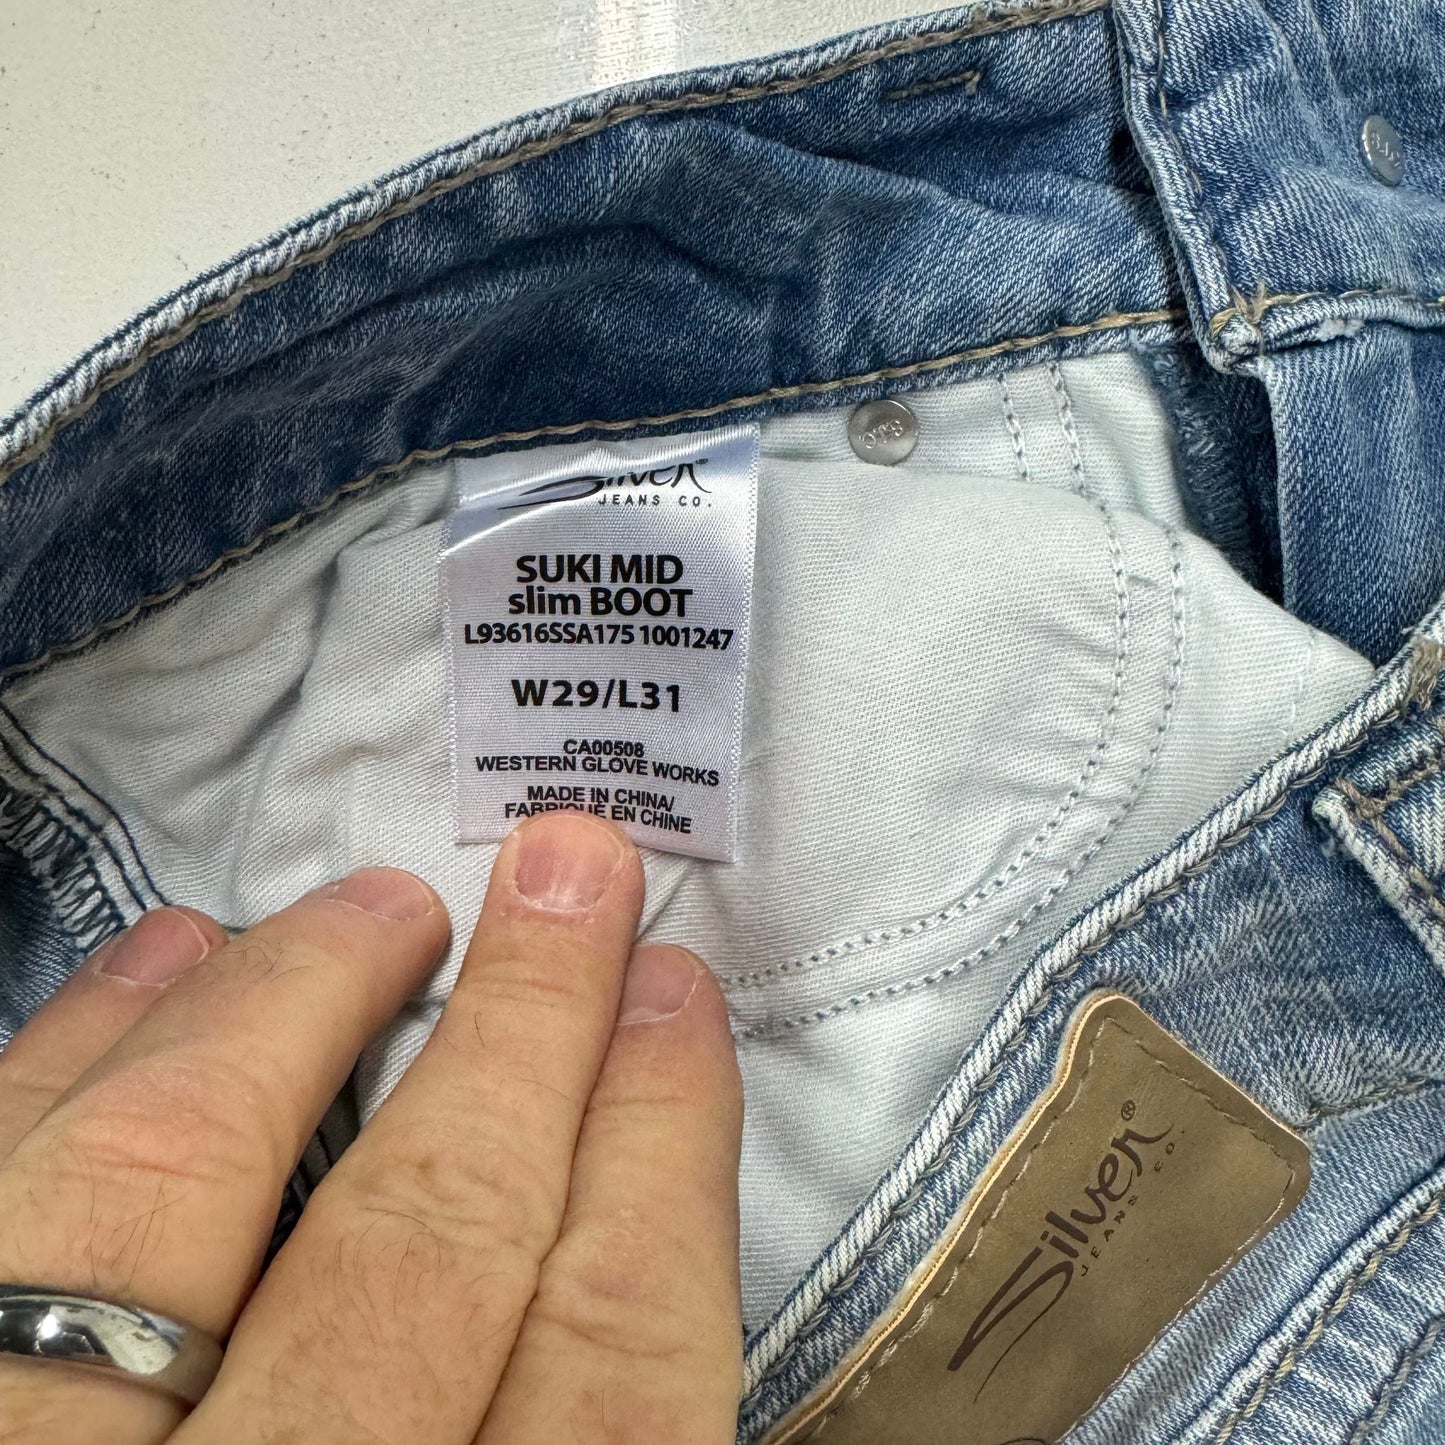 Silver®
JEANS CO.
SUKI MID
slim BOOT
L93616SSA175 1001247
W29/L31
CA00508
WESTERN GLOVE WORKS
MADE IN CHINA/
FABRIQUÉ EN CHINE
SJC
Silver®
JEANS CO.